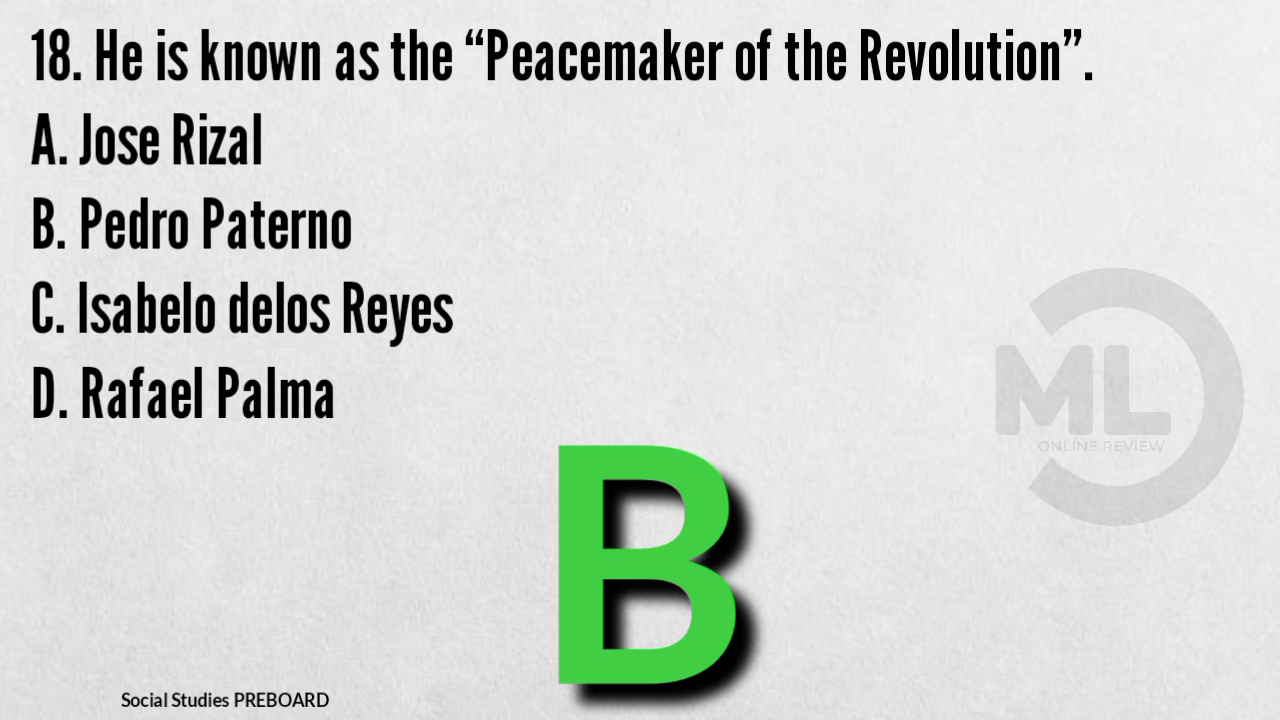 18. He is known as the “Peacemaker of the Revolution”.
A. Jose Rizal
B. Pedro Paterno
C. Isabelo delos Reyes
D. Rafael Palma
ML
ONLINE REVIEW
B
Social Studies PREBOARD